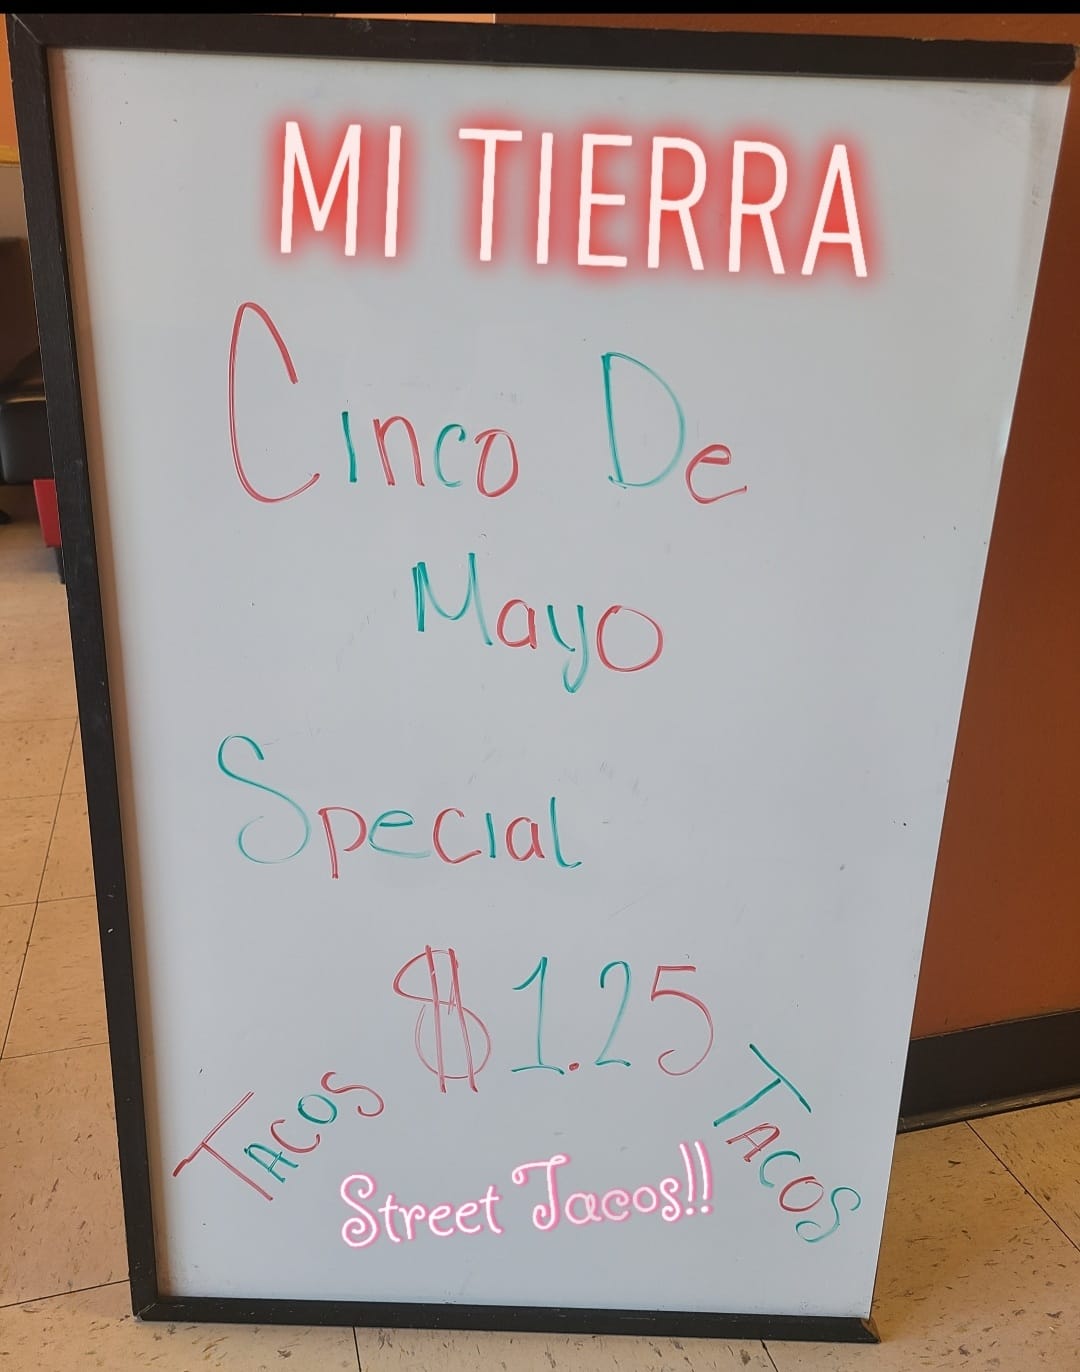 MI TIERRA
Cinco De
Mayo
Special
$1.25
Tacos
Tacos
Street Tacos!!